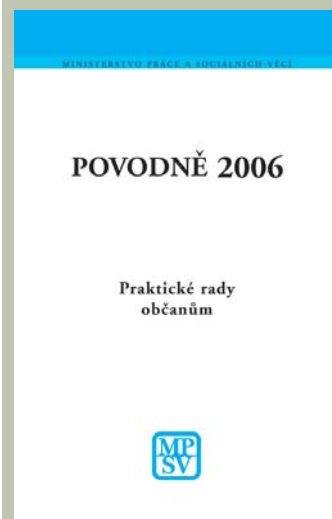 MINISTERSTVO PRÁCE A SOCIÁLNÍCH VĚCÍ
POVODNĚ 2006
Praktické rady
občanům
MP
SV